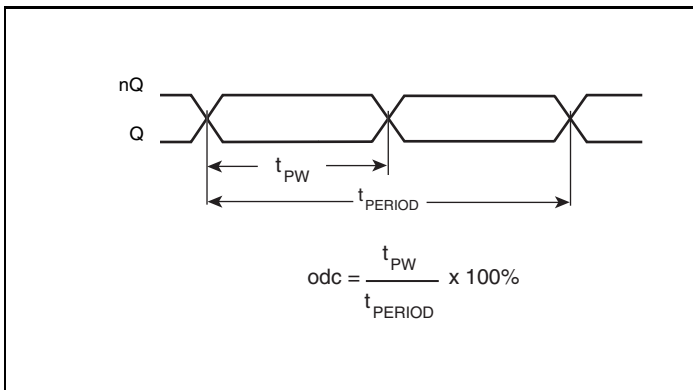 nQ
Q
tPW
tPERIOD
odc = tPW / tPERIOD x 100%